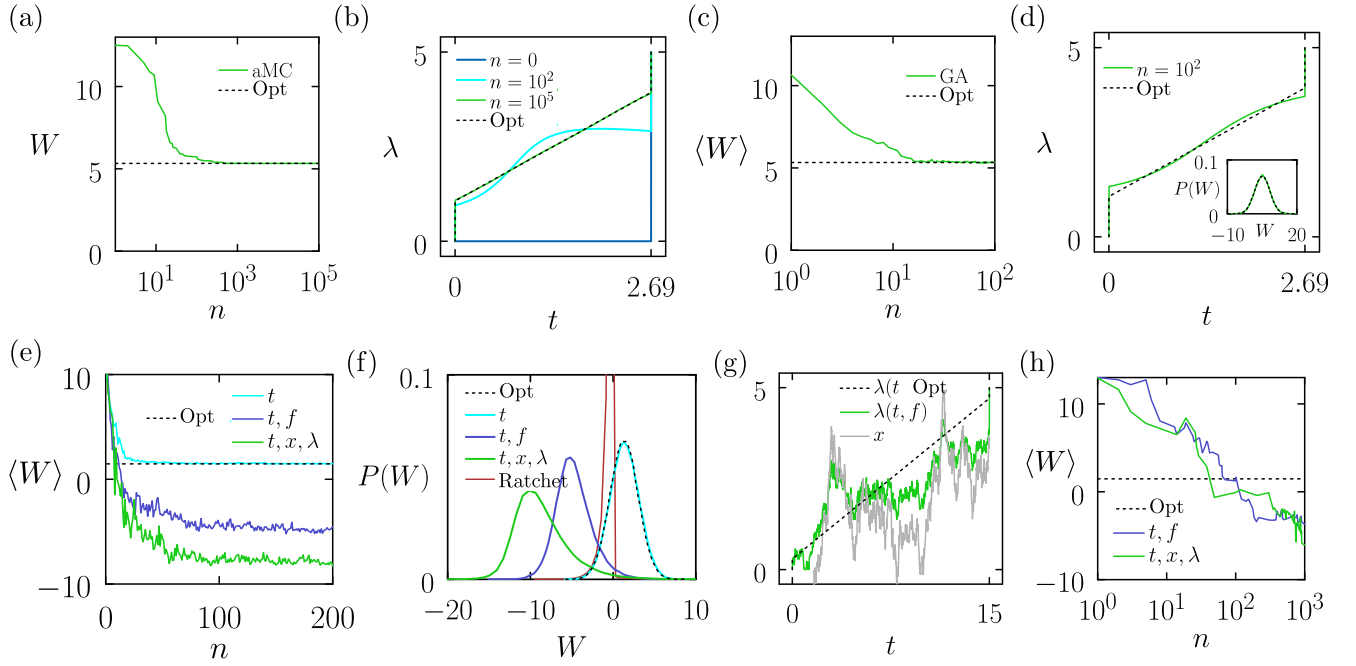 (a)
W
10
5
0
aMC
Opt
10^1
10^3
10^5
n
(b)
λ
5
0
n = 0
n = 10^2
n = 10^5
Opt
0
2.69
t
(c)
⟨W⟩
10
5
0
GA
Opt
10^0
10^1
10^2
n
(d)
λ
5
0
n = 10^2
Opt
0.1
P(W)
0
−10
W
20
0
2.69
t
(e)
⟨W⟩
10
0
−10
Opt
t
t, f
t, x, λ
0
100
200
n
(f)
P(W)
0.1
0
Opt
t
t, f
t, x, λ
Ratchet
−20
−10
0
10
W
(g)
5
0
λ(t Opt
λ(t, f)
x
0
15
t
(h)
⟨W⟩
10
0
−10
Opt
t, f
t, x, λ
10^0
10^1
10^2
10^3
n